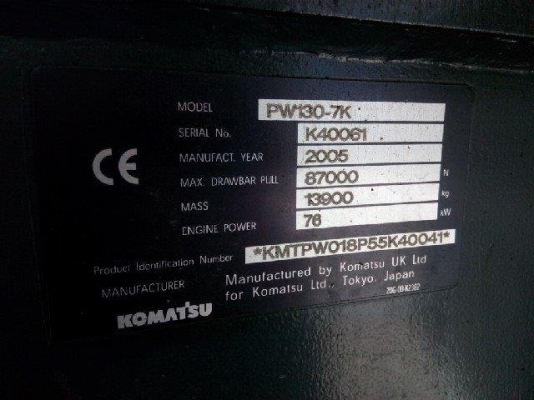 CE
MODEL PW130-7K
SERIAL No. K40061
MANUFACT. YEAR 2005
MAX. DRAWBAR PULL 87000 N
MASS 13900 kg
ENGINE POWER 76 kW
Product Identification Number *KMTPW018P55K40041*
MANUFACTURER Manufactured by Komatsu UK Ltd
for Komatsu Ltd., Tokyo, Japan
KOMATSU